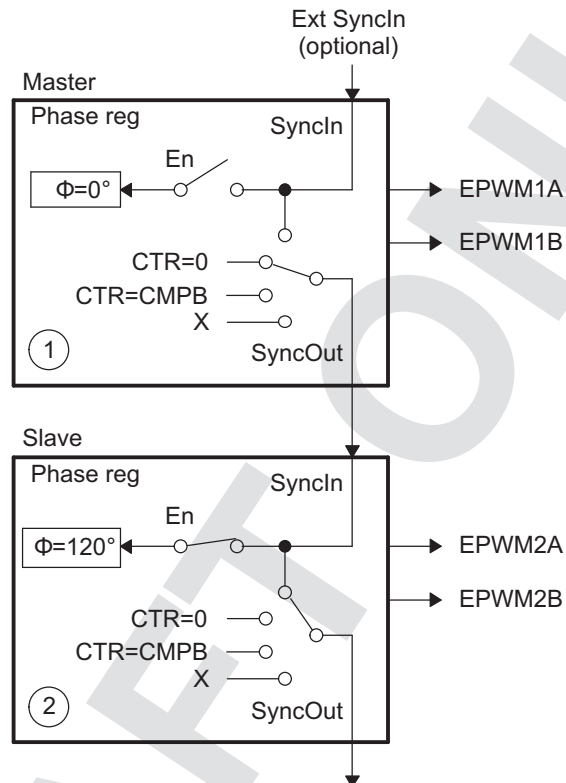 Ext SyncIn
(optional)
Master
Phase reg
SyncIn
En
Φ=0°
EPWM1A
EPWM1B
CTR=0
CTR=CMPB
X
1
SyncOut
Slave
Phase reg
SyncIn
En
Φ=120°
EPWM2A
EPWM2B
CTR=0
CTR=CMPB
X
2
SyncOut